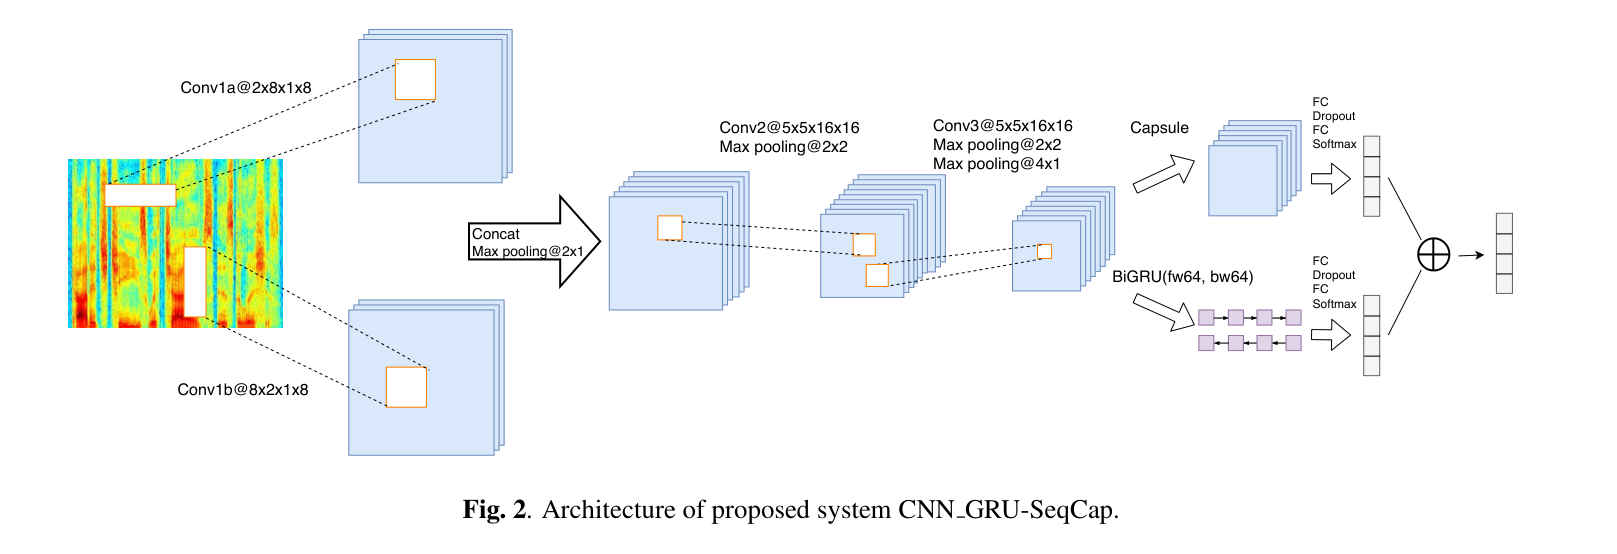 Conv1a@2x8x1x8
Conv1b@8x2x1x8
Concat
Max pooling@2x1
Conv2@5x5x16x16
Max pooling@2x2
Conv3@5x5x16x16
Max pooling@2x2
Max pooling@4x1
Capsule
FC
Dropout
FC
Softmax
BiGRU(fw64, bw64)
FC
Dropout
FC
Softmax
Fig. 2. Architecture of proposed system CNN_GRU-SeqCap.